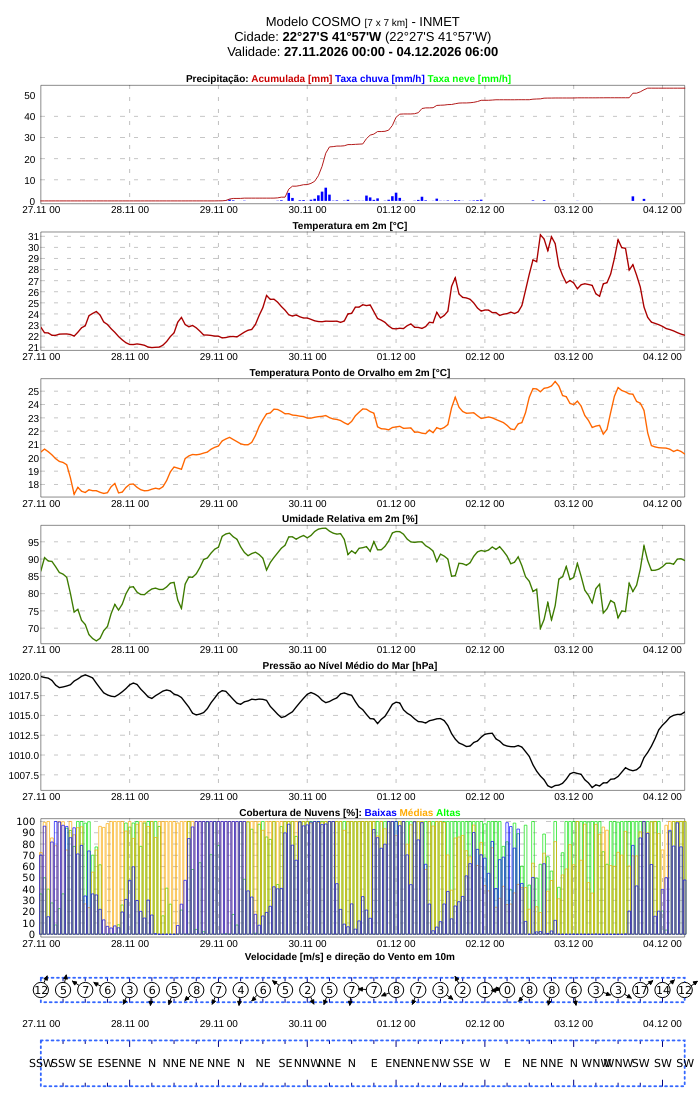 Modelo COSMO [7 x 7 km] - INMET
Cidade: 22°27'S 41°57'W (22°27'S 41°57'W)
Validade: 27.11.2026 00:00 - 04.12.2026 06:00
Precipitação: Acumulada [mm] Taxa chuva [mm/h] Taxa neve [mm/h]
50
40
30
20
10
0
27.11 00 28.11 00 29.11 00 30.11 00 01.12 00 02.12 00 03.12 00 04.12 00
Temperatura em 2m [°C]
31
30
29
28
27
26
25
24
23
22
21
27.11 00 28.11 00 29.11 00 30.11 00 01.12 00 02.12 00 03.12 00 04.12 00
Temperatura Ponto de Orvalho em 2m [°C]
25
24
23
22
21
20
19
18
27.11 00 28.11 00 29.11 00 30.11 00 01.12 00 02.12 00 03.12 00 04.12 00
Umidade Relativa em 2m [%]
95
90
85
80
75
70
27.11 00 28.11 00 29.11 00 30.11 00 01.12 00 02.12 00 03.12 00 04.12 00
Pressão ao Nível Médio do Mar [hPa]
1020.0
1017.5
1015.0
1012.5
1010.0
1007.5
27.11 00 28.11 00 29.11 00 30.11 00 01.12 00 02.12 00 03.12 00 04.12 00
Cobertura de Nuvens [%]: Baixas Médias Altas
100
90
80
70
60
50
40
30
20
10
0
27.11 00 28.11 00 29.11 00 30.11 00 01.12 00 02.12 00 03.12 00 04.12 00
Velocidade [m/s] e direção do Vento em 10m
12 5 7 6 3 6 5 8 7 4 6 5 2 5 7 7 8 7 3 2 1 0 8 8 6 3 3 17 14 12
27.11 00 28.11 00 29.11 00 30.11 00 01.12 00 02.12 00 03.12 00 04.12 00
SSW SSW SE ESE NNE N NNE NE NNE N NE SE NNW NNE N E ENE NNE NW SSE W E NE NNE N WNW WNW SW SW SW